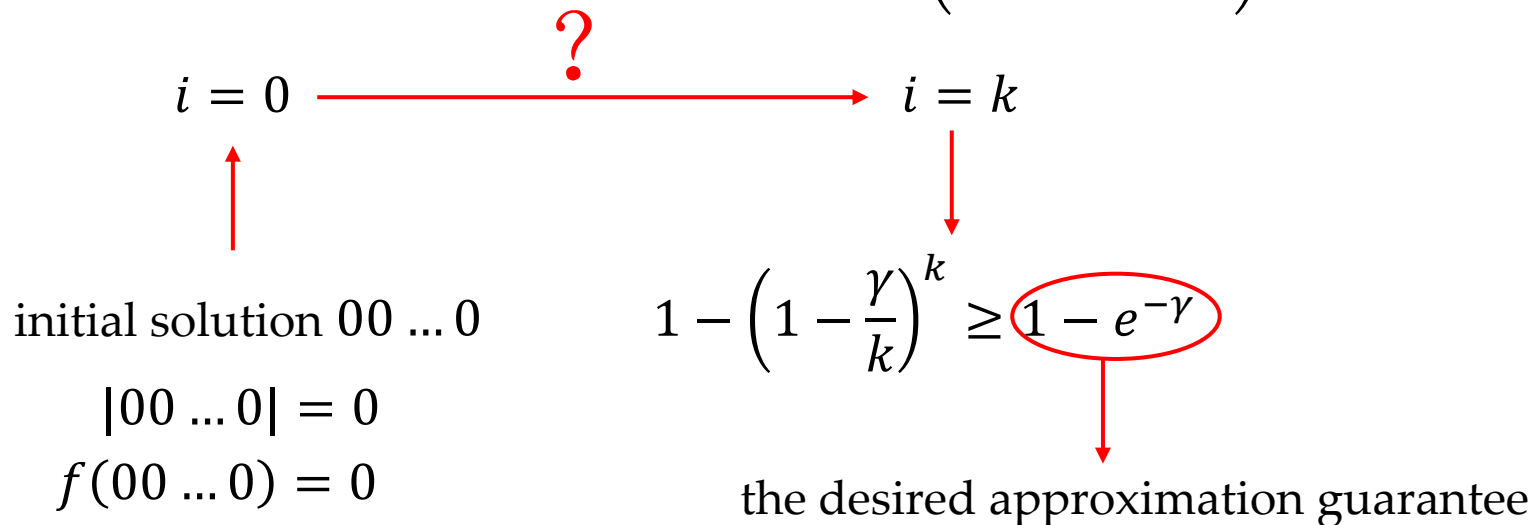 ( )
?
i = 0 i = k
initial solution 00 … 0 1 − (1 − γ/k)^k ≥ 1 − e^{−γ}
|00 … 0| = 0
f(00 … 0) = 0
the desired approximation guarantee